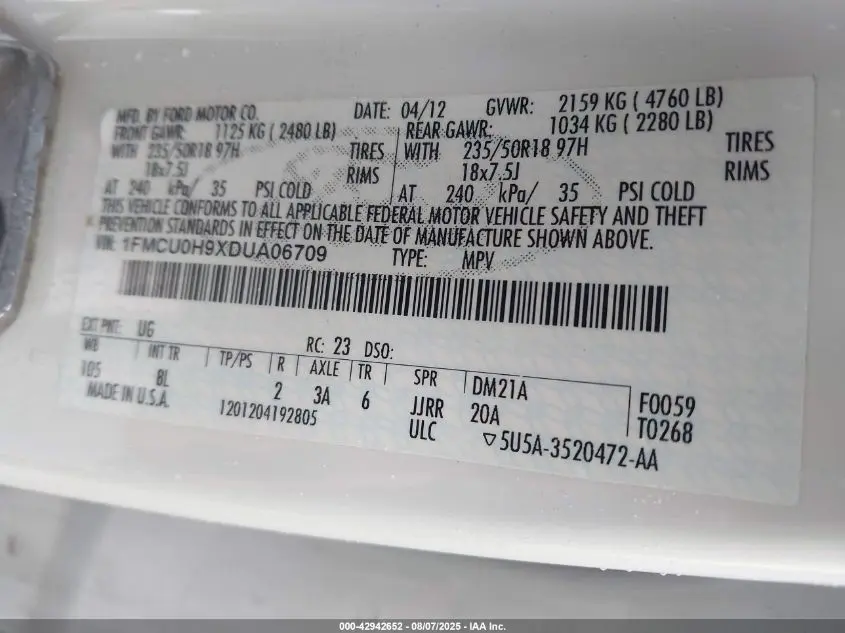 MFD. BY FORD MOTOR CO. DATE: 04/12 GVWR: 2159 KG ( 4760 LB)
FRONT GAWR: 1125 KG ( 2480 LB) REAR GAWR: 1034 KG ( 2280 LB)
WITH 235/50R18 97H TIRES WITH 235/50R18 97H TIRES
18x7.5J RIMS 18x7.5J RIMS
AT 240 kPa/ 35 PSI COLD AT 240 kPa/ 35 PSI COLD
THIS VEHICLE CONFORMS TO ALL APPLICABLE FEDERAL MOTOR VEHICLE SAFETY AND THEFT
PREVENTION STANDARDS IN EFFECT ON THE DATE OF MANUFACTURE SHOWN ABOVE.
VIN: 1FMCU0H9XDUA06709 TYPE: MPV
EXT PNT: UG RC: 23 DSO:
WB INT TR TP/PS R AXLE TR SPR DM21A F0059
105 8L 2 3A 6 JJRR 20A T0268
MADE IN U.S.A. 1201204192805 ULC ▽5U5A-3520472-AA
000-42942652 - 08/07/2025 - IAA Inc.